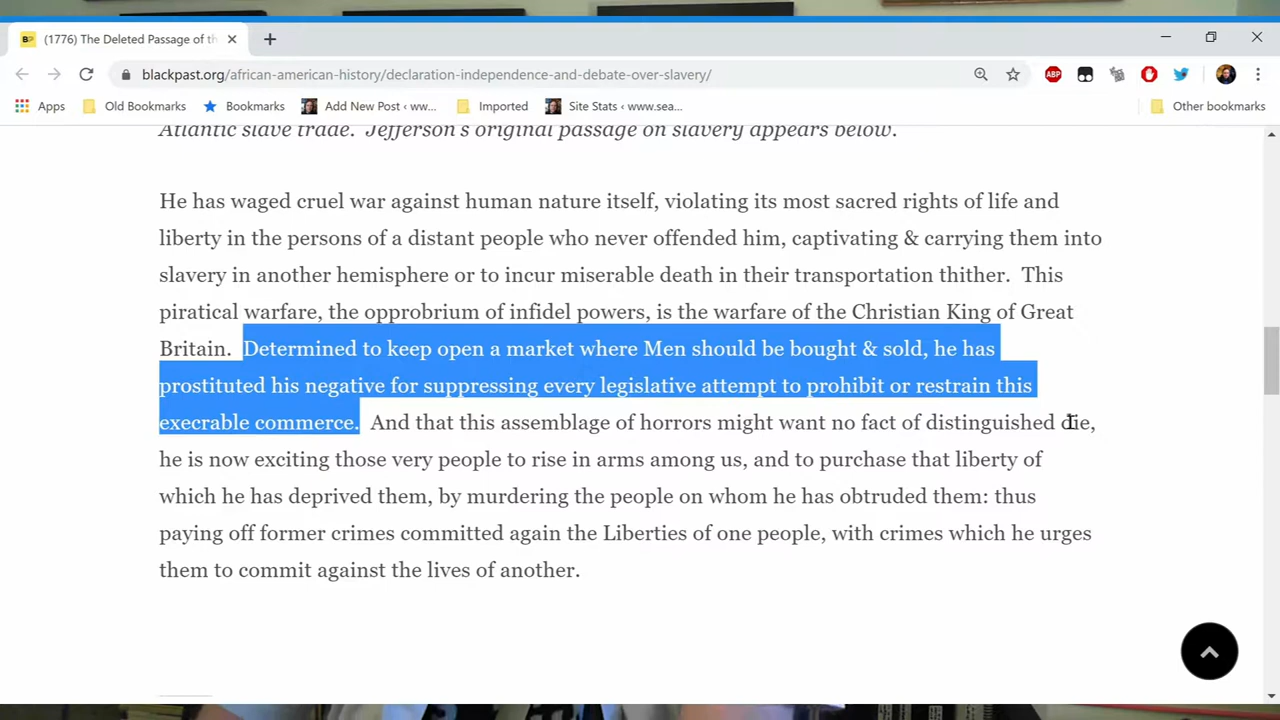 (1776) The Deleted Passage of th
blackpast.org/african-american-history/declaration-independence-and-debate-over-slavery/
ABP
Apps Old Bookmarks Bookmarks Add New Post ‹ ww... Imported Site Stats ‹ www.sea... Other bookmarks
Atlantic slave trade. Jefferson's original passage on slavery appears below.
He has waged cruel war against human nature itself, violating its most sacred rights of life and
liberty in the persons of a distant people who never offended him, captivating & carrying them into
slavery in another hemisphere or to incur miserable death in their transportation thither. This
piratical warfare, the opprobrium of infidel powers, is the warfare of the Christian King of Great
Britain. Determined to keep open a market where Men should be bought & sold, he has
prostituted his negative for suppressing every legislative attempt to prohibit or restrain this
execrable commerce. And that this assemblage of horrors might want no fact of distinguished die,
he is now exciting those very people to rise in arms among us, and to purchase that liberty of
which he has deprived them, by murdering the people on whom he has obtruded them: thus
paying off former crimes committed again the Liberties of one people, with crimes which he urges
them to commit against the lives of another.